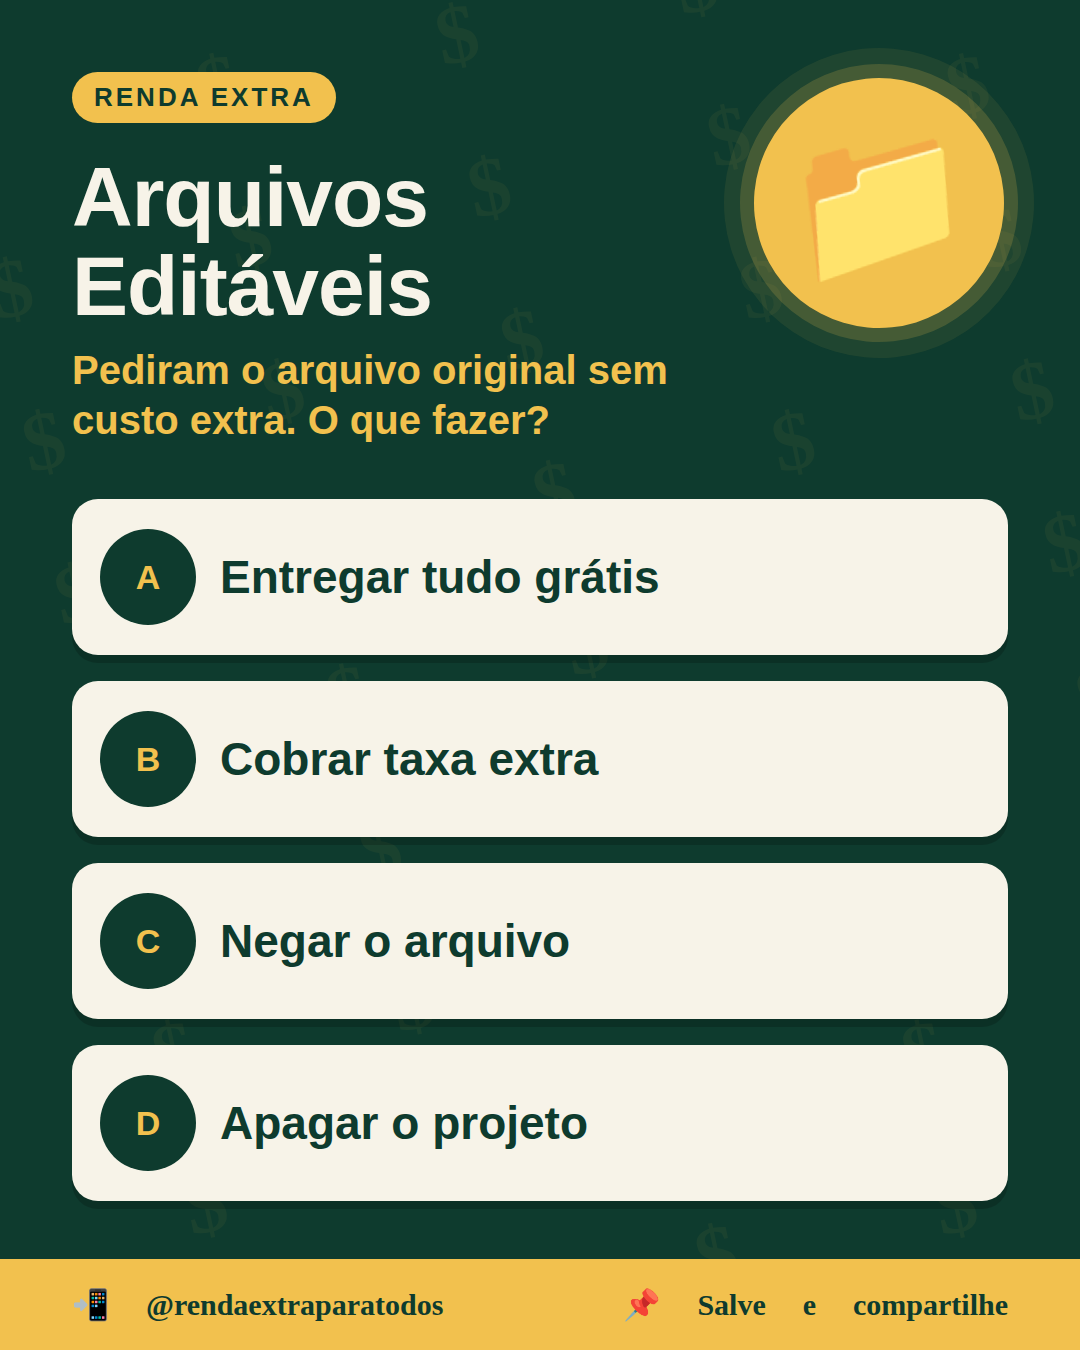 RENDA EXTRA
Arquivos
Editáveis
Pediram o arquivo original sem
custo extra. O que fazer?
A Entregar tudo grátis
B Cobrar taxa extra
C Negar o arquivo
D Apagar o projeto
@rendaextraparatodos
Salve e compartilhe